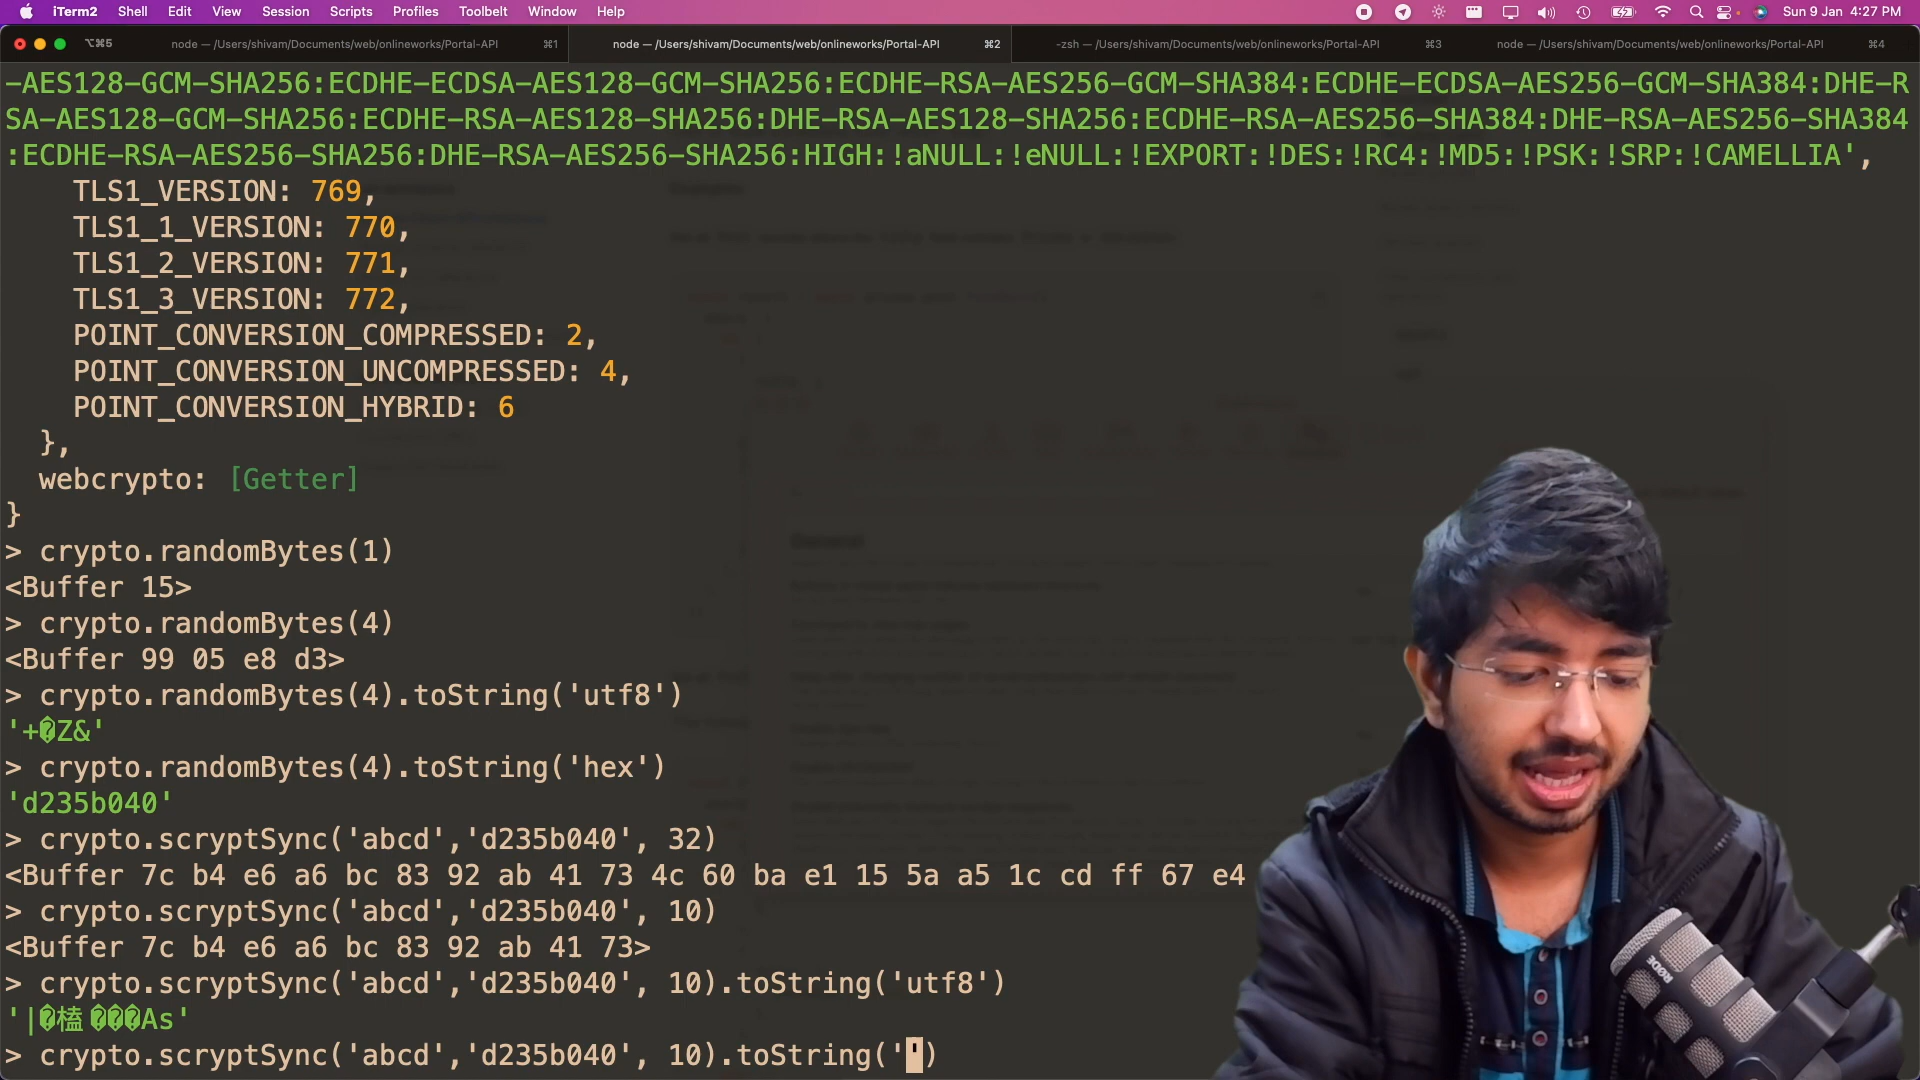 iTerm2 Shell Edit View Session Scripts Profiles Toolbelt Window Help Sun 9 Jan 4:27 PM
⌥⌘5 node — /Users/shivam/Documents/web/onlineworks/Portal-API ⌘1 node — /Users/shivam/Documents/web/onlineworks/Portal-API ⌘2 -zsh — /Users/shivam/Documents/web/onlineworks/Portal-API ⌘3 node — /Users/shivam/Documents/web/onlineworks/Portal-API ⌘4
-AES128-GCM-SHA256:ECDHE-ECDSA-AES128-GCM-SHA256:ECDHE-RSA-AES256-GCM-SHA384:ECDHE-ECDSA-AES256-GCM-SHA384:DHE-R
SA-AES128-GCM-SHA256:ECDHE-RSA-AES128-SHA256:DHE-RSA-AES128-SHA256:ECDHE-RSA-AES256-SHA384:DHE-RSA-AES256-SHA384
:ECDHE-RSA-AES256-SHA256:DHE-RSA-AES256-SHA256:HIGH:!aNULL:!eNULL:!EXPORT:!DES:!RC4:!MD5:!PSK:!SRP:!CAMELLIA',
TLS1_VERSION: 769,
TLS1_1_VERSION: 770,
TLS1_2_VERSION: 771,
TLS1_3_VERSION: 772,
POINT_CONVERSION_COMPRESSED: 2,
POINT_CONVERSION_UNCOMPRESSED: 4,
POINT_CONVERSION_HYBRID: 6
},
webcrypto: [Getter]
}
> crypto.randomBytes(1)
<Buffer 15>
> crypto.randomBytes(4)
<Buffer 99 05 e8 d3>
> crypto.randomBytes(4).toString('utf8')
'+�Z&'
> crypto.randomBytes(4).toString('hex')
'd235b040'
> crypto.scryptSync('abcd','d235b040', 32)
<Buffer 7c b4 e6 a6 bc 83 92 ab 41 73 4c 60 ba e1 15 5a a5 1c cd ff 67 e4
> crypto.scryptSync('abcd','d235b040', 10)
<Buffer 7c b4 e6 a6 bc 83 92 ab 41 73>
> crypto.scryptSync('abcd','d235b040', 10).toString('utf8')
'|�榼���As'
> crypto.scryptSync('abcd','d235b040', 10).toString('')
RØDE